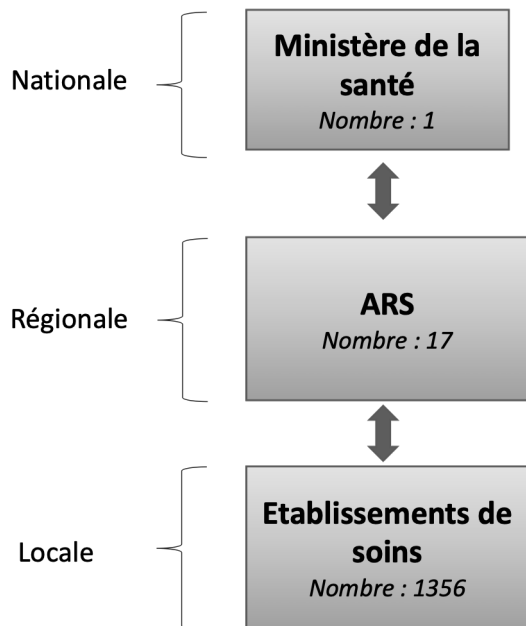 Nationale
Ministère de la
santé
Nombre : 1
Régionale
ARS
Nombre : 17
Locale
Etablissements de
soins
Nombre : 1356